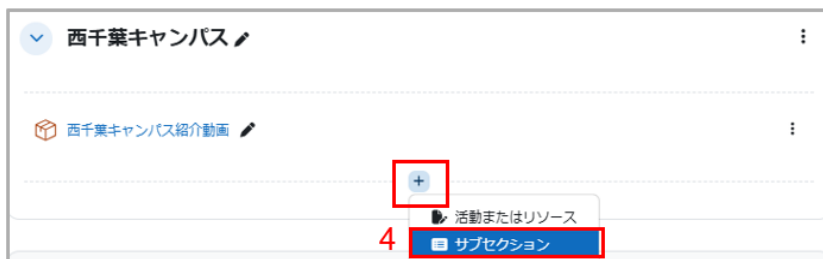 西千葉キャンパス
西千葉キャンパス紹介動画
活動またはリソース
4
サブセクション